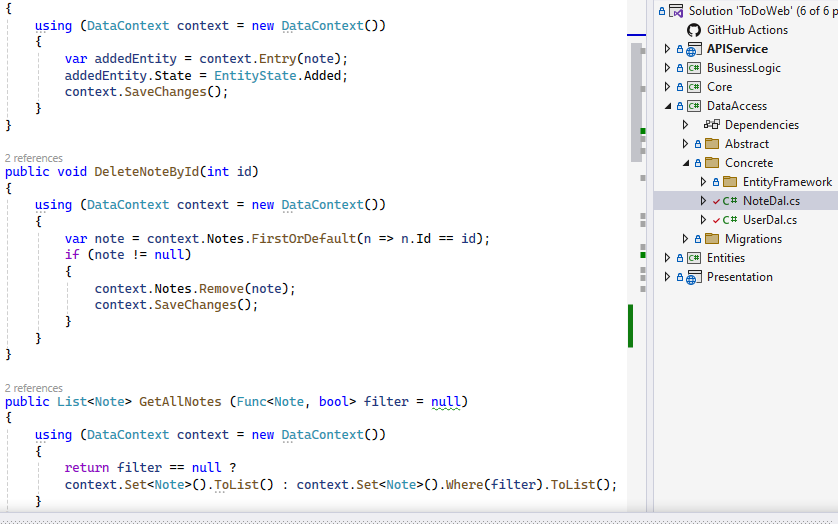 {
using (DataContext context = new DataContext())
{
var addedEntity = context.Entry(note);
addedEntity.State = EntityState.Added;
context.SaveChanges();
}
}
2 references
public void DeleteNoteById(int id)
{
using (DataContext context = new DataContext())
{
var note = context.Notes.FirstOrDefault(n => n.Id == id);
if (note != null)
{
context.Notes.Remove(note);
context.SaveChanges();
}
}
}
2 references
public List<Note> GetAllNotes (Func<Note, bool> filter = null)
{
using (DataContext context = new DataContext())
{
return filter == null ?
context.Set<Note>().ToList() : context.Set<Note>().Where(filter).ToList();
}
Solution 'ToDoWeb' (6 of 6 p
GitHub Actions
APIService
C# BusinessLogic
C# Core
C# DataAccess
Dependencies
Abstract
Concrete
EntityFramework
C# NoteDal.cs
C# UserDal.cs
Migrations
C# Entities
Presentation